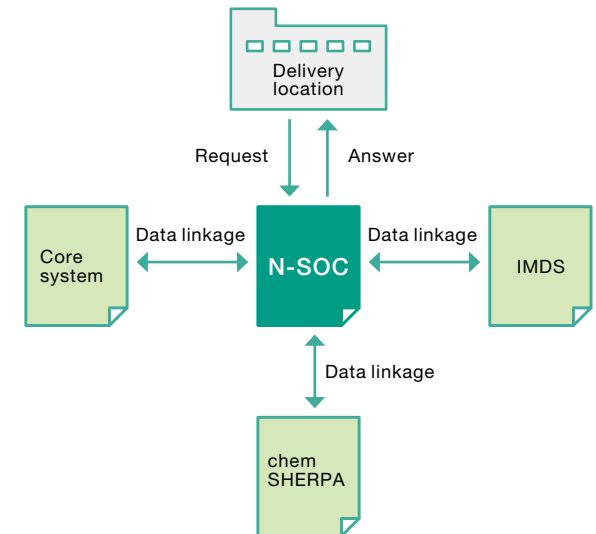 Delivery
location
Request
Answer
Core
system
Data linkage
N-SOC
Data linkage
IMDS
Data linkage
chem
SHERPA